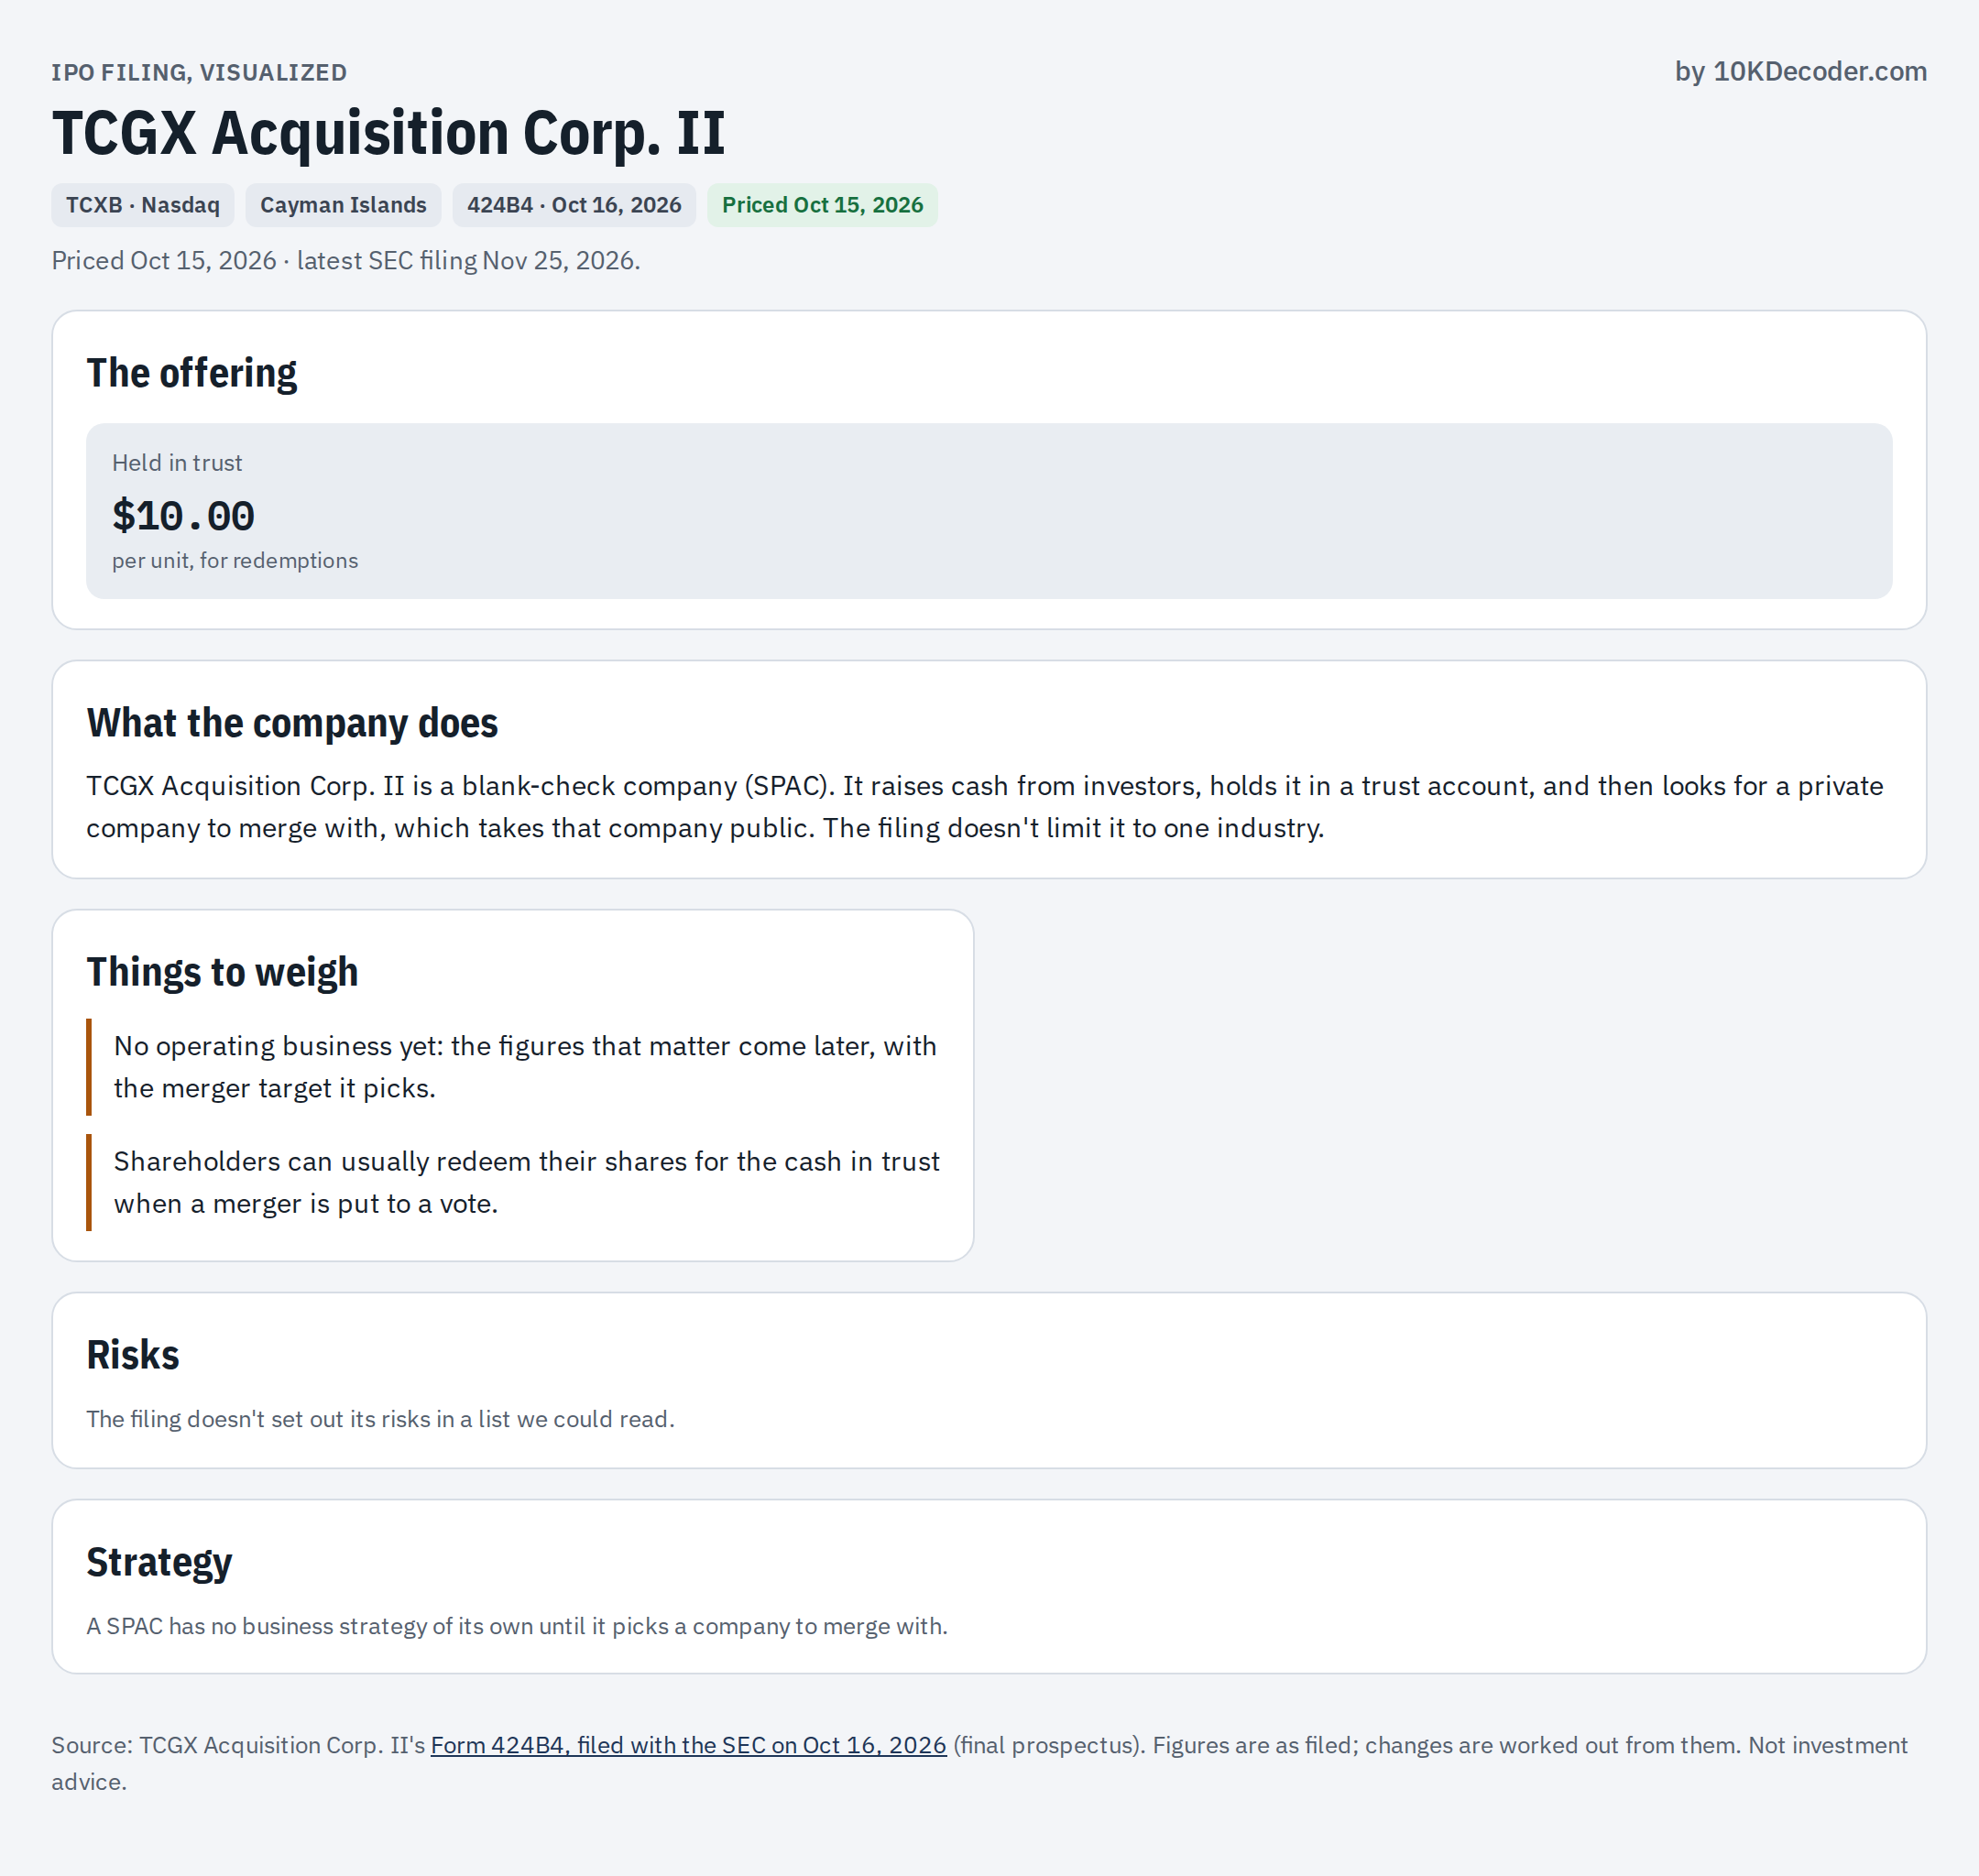 IPO FILING, VISUALIZED
by 10KDecoder.com
TCGX Acquisition Corp. II
TCXB · Nasdaq
Cayman Islands
424B4 · Oct 16, 2026
Priced Oct 15, 2026
Priced Oct 15, 2026 · latest SEC filing Nov 25, 2026.
The offering
Held in trust
$10.00
per unit, for redemptions
What the company does
TCGX Acquisition Corp. II is a blank-check company (SPAC). It raises cash from investors, holds it in a trust account, and then looks for a private
company to merge with, which takes that company public. The filing doesn't limit it to one industry.
Things to weigh
No operating business yet: the figures that matter come later, with
the merger target it picks.
Shareholders can usually redeem their shares for the cash in trust
when a merger is put to a vote.
Risks
The filing doesn't set out its risks in a list we could read.
Strategy
A SPAC has no business strategy of its own until it picks a company to merge with.
Source: TCGX Acquisition Corp. II's Form 424B4, filed with the SEC on Oct 16, 2026 (final prospectus). Figures are as filed; changes are worked out from them. Not investment
advice.